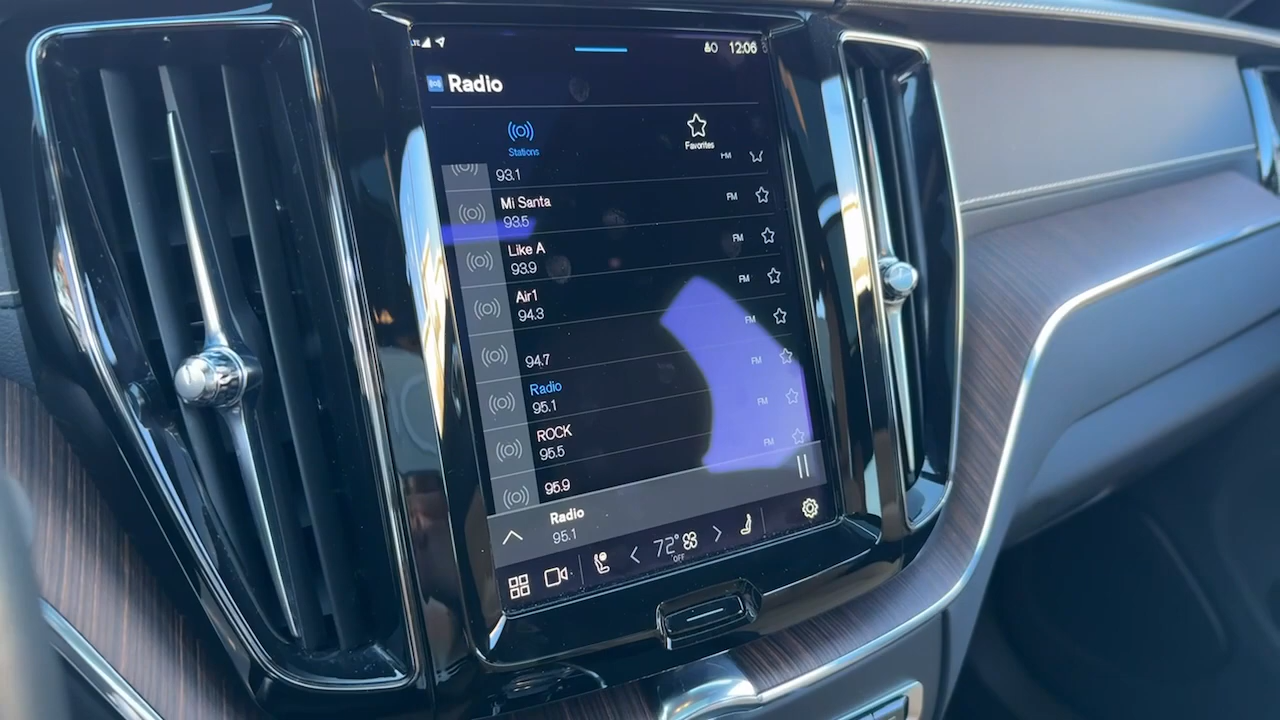 12:06
Radio
Stations
Favorites
93.1 FM
Mi Santa FM
93.5
Like A FM
93.9
Air1 FM
94.3
FM
94.7 FM
Radio FM
95.1
ROCK FM
95.5
95.9
Radio
95.1
72°
OFF